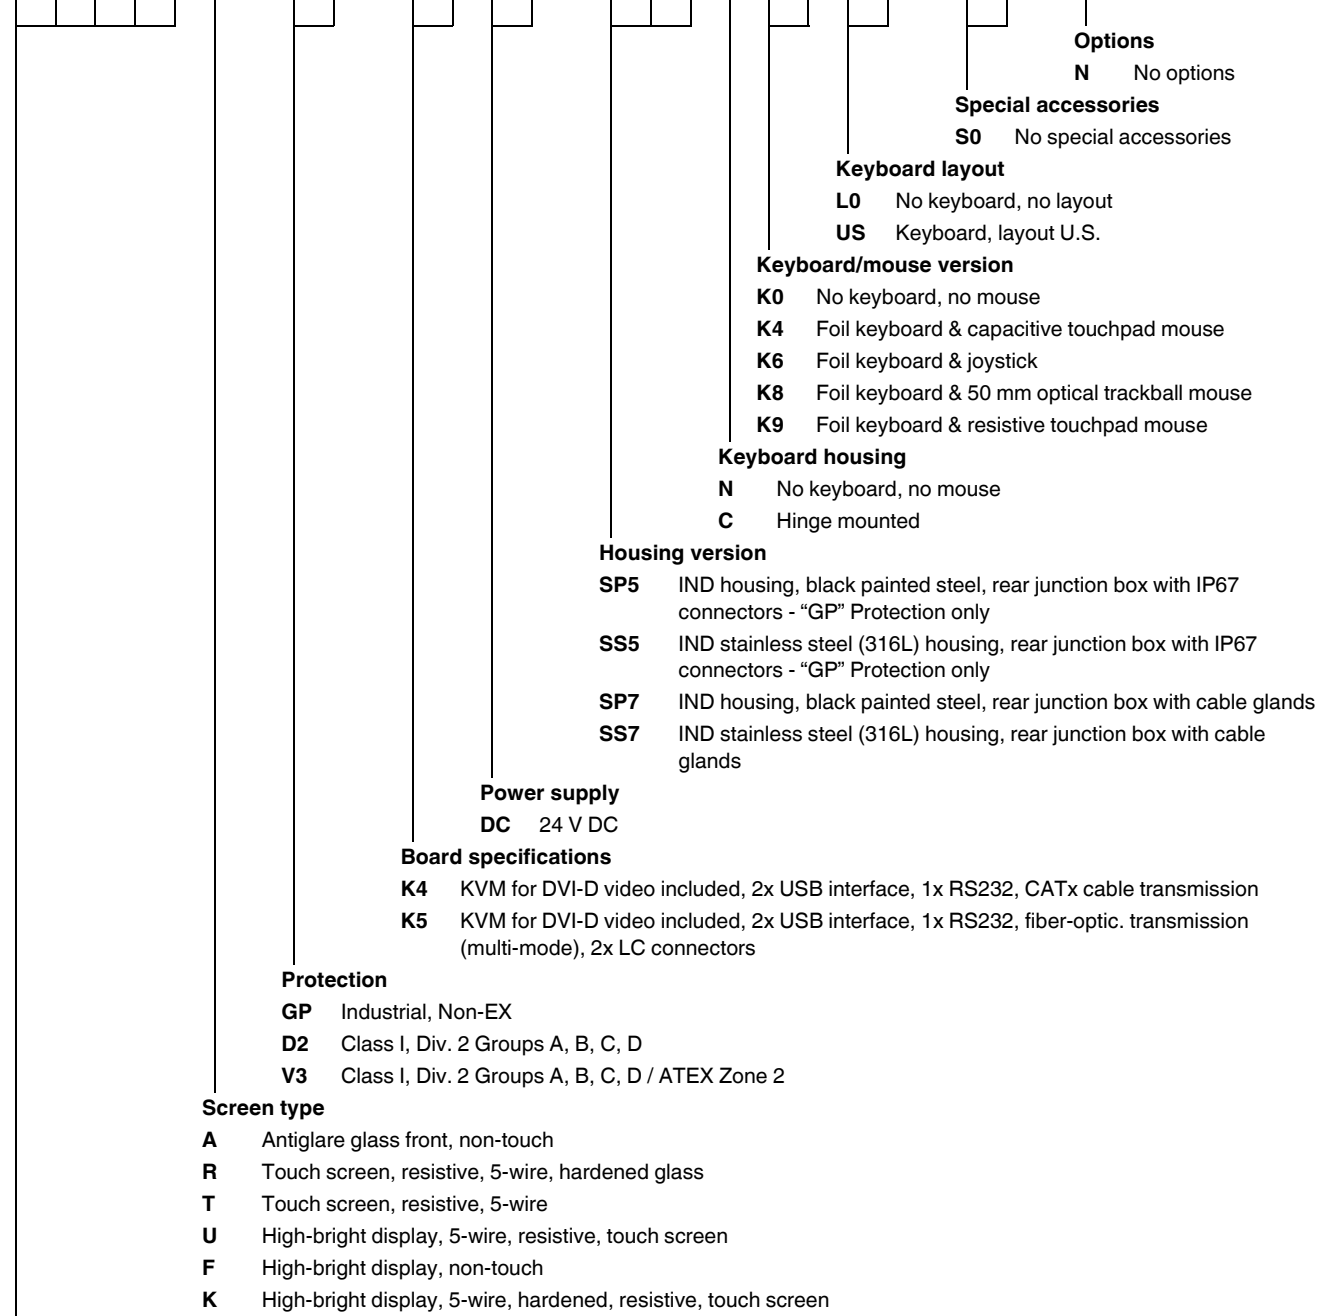 Options
N No options
Special accessories
S0 No special accessories
Keyboard layout
L0 No keyboard, no layout
US Keyboard, layout U.S.
Keyboard/mouse version
K0 No keyboard, no mouse
K4 Foil keyboard & capacitive touchpad mouse
K6 Foil keyboard & joystick
K8 Foil keyboard & 50 mm optical trackball mouse
K9 Foil keyboard & resistive touchpad mouse
Keyboard housing
N No keyboard, no mouse
C Hinge mounted
Housing version
SP5 IND housing, black painted steel, rear junction box with IP67
connectors - “GP” Protection only
SS5 IND stainless steel (316L) housing, rear junction box with IP67
connectors - “GP” Protection only
SP7 IND housing, black painted steel, rear junction box with cable glands
SS7 IND stainless steel (316L) housing, rear junction box with cable
glands
Power supply
DC 24 V DC
Board specifications
K4 KVM for DVI-D video included, 2x USB interface, 1x RS232, CATx cable transmission
K5 KVM for DVI-D video included, 2x USB interface, 1x RS232, fiber-optic. transmission
(multi-mode), 2x LC connectors
Protection
GP Industrial, Non-EX
D2 Class I, Div. 2 Groups A, B, C, D
V3 Class I, Div. 2 Groups A, B, C, D / ATEX Zone 2
Screen type
A Antiglare glass front, non-touch
R Touch screen, resistive, 5-wire, hardened glass
T Touch screen, resistive, 5-wire
U High-bright display, 5-wire, resistive, touch screen
F High-bright display, non-touch
K High-bright display, 5-wire, hardened, resistive, touch screen